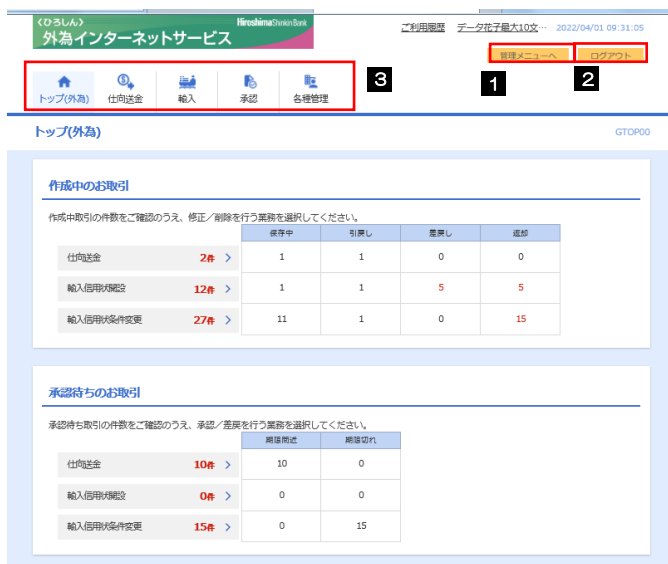 〈ひろしん〉 Hiroshima Shinkin Bank
外為インターネットサービス
ご利用履歴 データ花子最大10文… 2022/04/01 09:31:05
管理メニューへ ログアウト
1 2
3
トップ(外為) 仕向送金 輸入 承認 各種管理
トップ(外為) GTOP00
作成中のお取引
作成中取引の件数をご確認のうえ、修正／削除を行う業務を選択してください。
保存中 引戻し 差戻し 返却
仕向送金 2件 1 1 0 0
輸入信用状開設 12件 1 1 5 5
輸入信用状条件変更 27件 11 1 0 15
承認待ちのお取引
承認待ち取引の件数をご確認のうえ、承認／差戻を行う業務を選択してください。
期限間近 期限切れ
仕向送金 10件 10 0
輸入信用状開設 0件 0 0
輸入信用状条件変更 15件 0 15